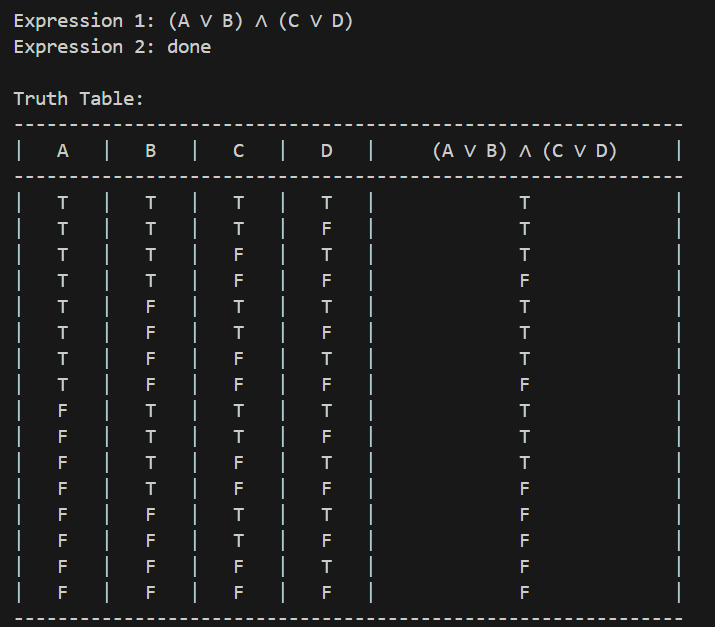 Expression 1: (A ∨ B) ∧ (C ∨ D)
Expression 2: done
Truth Table:
-------------------------------------------------------------
|   A   |   B   |   C   |   D   |     (A ∨ B) ∧ (C ∨ D)     |
-------------------------------------------------------------
|   T   |   T   |   T   |   T   |             T             |
|   T   |   T   |   T   |   F   |             T             |
|   T   |   T   |   F   |   T   |             T             |
|   T   |   T   |   F   |   F   |             F             |
|   T   |   F   |   T   |   T   |             T             |
|   T   |   F   |   T   |   F   |             T             |
|   T   |   F   |   F   |   T   |             T             |
|   T   |   F   |   F   |   F   |             F             |
|   F   |   T   |   T   |   T   |             T             |
|   F   |   T   |   T   |   F   |             T             |
|   F   |   T   |   F   |   T   |             T             |
|   F   |   T   |   F   |   F   |             F             |
|   F   |   F   |   T   |   T   |             F             |
|   F   |   F   |   T   |   F   |             F             |
|   F   |   F   |   F   |   T   |             F             |
|   F   |   F   |   F   |   F   |             F             |
-------------------------------------------------------------